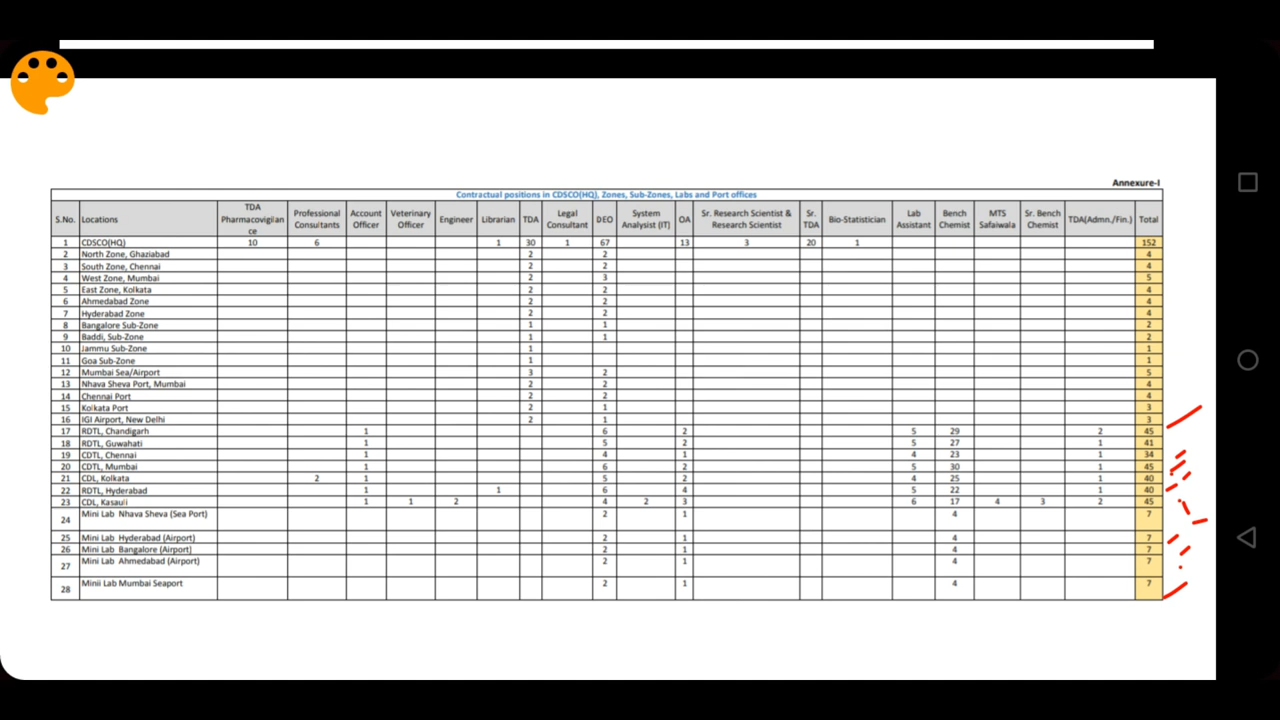 Annexure-I
Contractual positions in CDSCO(HQ), Zones, Sub-Zones, Labs and Port offices
S.No. Locations TDA Pharmacovigilan ce Professional Consultants Account Officer Veterinary Officer Engineer Librarian TDA Legal Consultant DEO System Analysist (IT) OA Sr. Research Scientist & Research Scientist Sr. TDA Bio-Statistician Lab Assistant Bench Chemist MTS Safaiwala Sr. Bench Chemist TDA(Admn./Fin.) Total
1 CDSCO(HQ) 10 6 1 30 1 67 13 3 20 1 152
2 North Zone, Ghaziabad 2 2 4
3 South Zone, Chennai 2 2 4
4 West Zone, Mumbai 2 3 5
5 East Zone, Kolkata 2 2 4
6 Ahmedabad Zone 2 2 4
7 Hyderabad Zone 2 2 4
8 Bangalore Sub-Zone 1 1 2
9 Baddi, Sub-Zone 1 1 2
10 Jammu Sub-Zone 1 1
11 Goa Sub-Zone 1 1
12 Mumbai Sea/Airport 3 2 5
13 Nhava Sheva Port, Mumbai 2 2 4
14 Chennai Port 2 2 4
15 Kolkata Port 2 1 3
16 IGI Airport, New Delhi 2 1 3
17 RDTL, Chandigarh 1 6 2 5 29 2 45
18 RDTL, Guwahati 1 5 2 5 27 1 41
19 CDTL, Chennai 1 4 1 4 23 1 34
20 CDTL, Mumbai 1 6 2 5 30 1 45
21 CDL, Kolkata 2 1 5 2 4 25 1 40
22 RDTL, Hyderabad 1 1 6 4 5 22 1 40
23 CDL, Kasauli 1 1 2 4 2 3 6 17 4 3 2 45
24 Mini Lab Nhava Sheva (Sea Port) 2 1 4 7
25 Mini Lab Hyderabad (Airport) 2 1 4 7
26 Mini Lab Bangalore (Airport) 2 1 4 7
27 Mini Lab Ahmedabad (Airport) 2 1 4 7
28 Minii Lab Mumbai Seaport 2 1 4 7